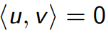 ⟨u, v⟩ = 0